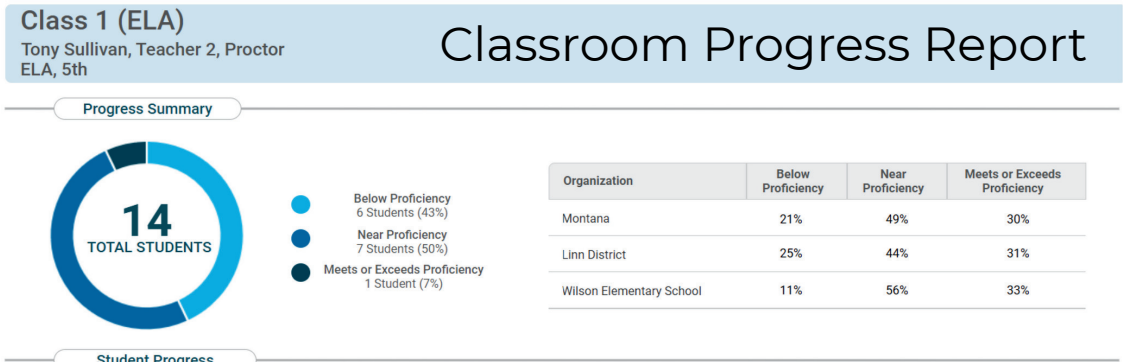 Class 1 (ELA)
Tony Sullivan, Teacher 2, Proctor
ELA, 5th
Classroom Progress Report
Progress Summary
14
TOTAL STUDENTS
Below Proficiency
6 Students (43%)
Near Proficiency
7 Students (50%)
Meets or Exceeds Proficiency
1 Student (7%)
Organization Below Proficiency Near Proficiency Meets or Exceeds Proficiency
Montana 21% 49% 30%
Linn District 25% 44% 31%
Wilson Elementary School 11% 56% 33%
Student Progress